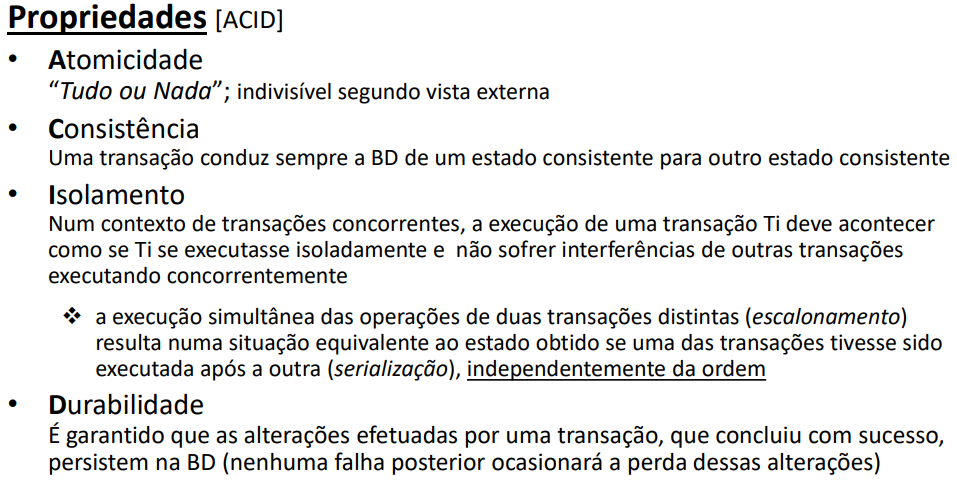 Propriedades [ACID]
• Atomicidade
“Tudo ou Nada”; indivisível segundo vista externa
• Consistência
Uma transação conduz sempre a BD de um estado consistente para outro estado consistente
• Isolamento
Num contexto de transações concorrentes, a execução de uma transação Ti deve acontecer
como se Ti se executasse isoladamente e  não sofrer interferências de outras transações
executando concorrentemente
❖ a execução simultânea das operações de duas transações distintas (escalonamento)
resulta numa situação equivalente ao estado obtido se uma das transações tivesse sido
executada após a outra (serialização), independentemente da ordem
• Durabilidade
É garantido que as alterações efetuadas por uma transação, que concluiu com sucesso,
persistem na BD (nenhuma falha posterior ocasionará a perda dessas alterações)